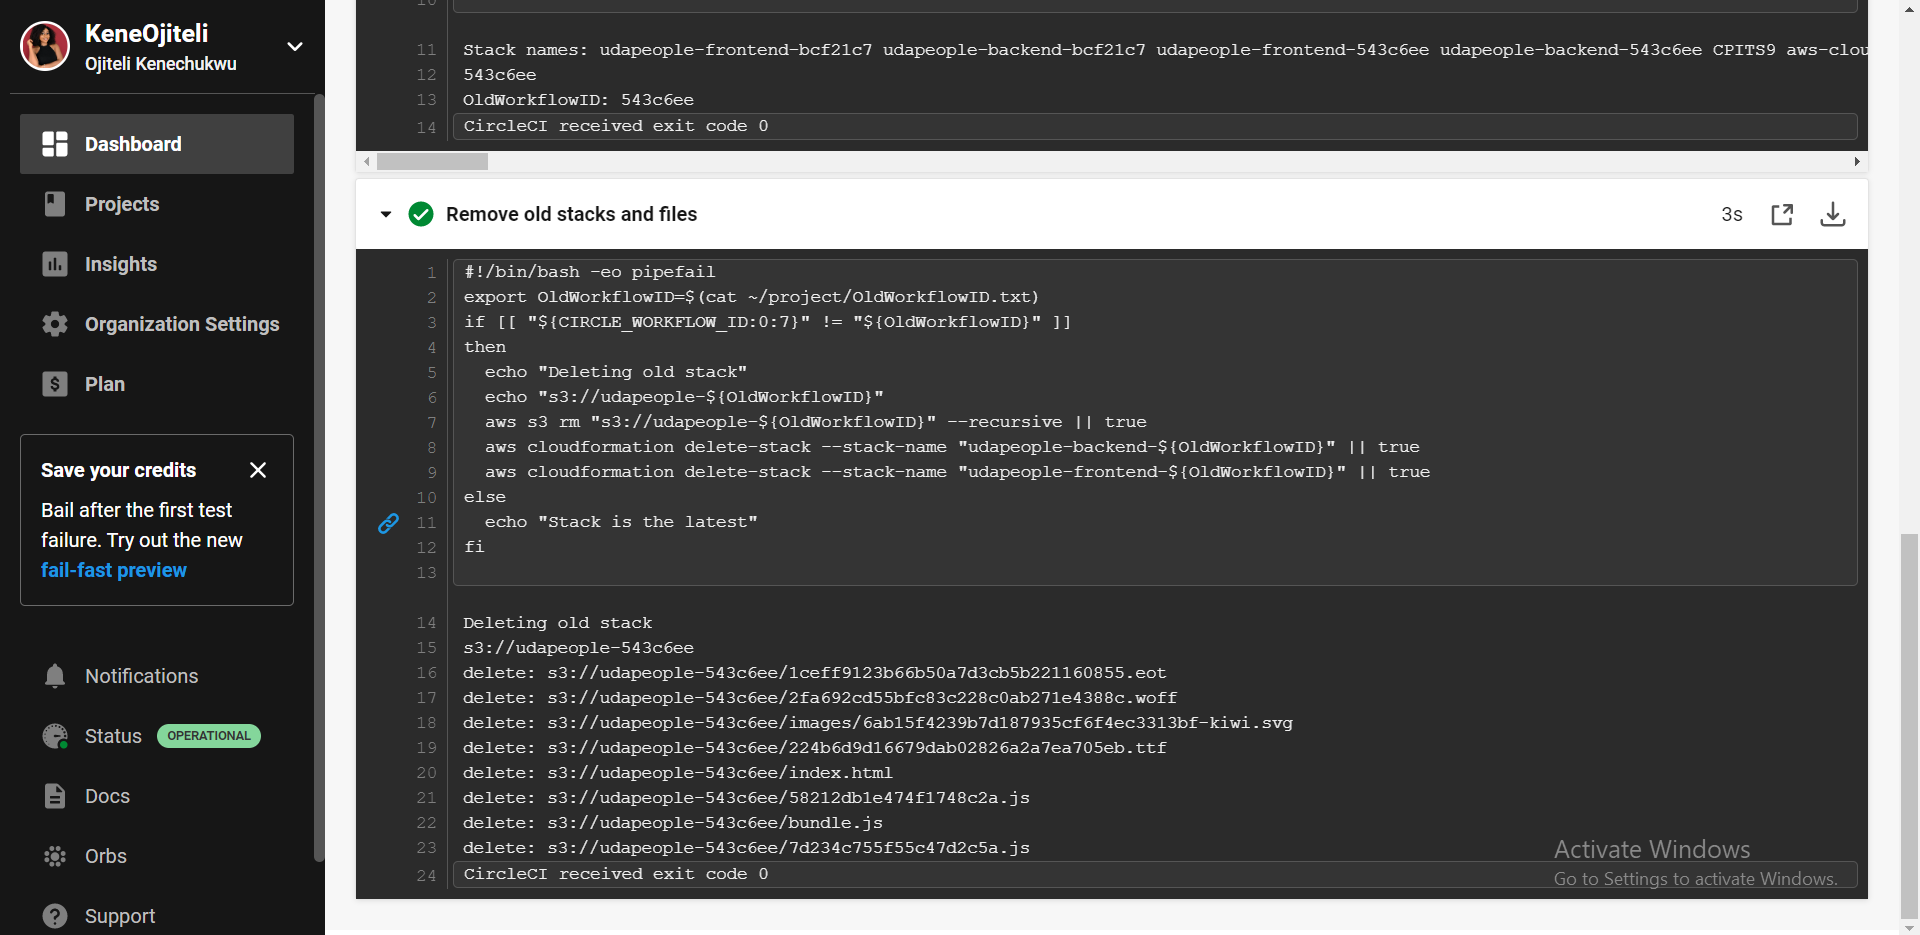 KeneOjiteli
Ojiteli Kenechukwu
Dashboard
Projects
Insights
Organization Settings
Plan
Save your credits
Bail after the first test
failure. Try out the new
fail-fast preview
Notifications
Status OPERATIONAL
Docs
Orbs
Support
10
11 Stack names: udapeople-frontend-bcf21c7 udapeople-backend-bcf21c7 udapeople-frontend-543c6ee udapeople-backend-543c6ee CPITS9 aws-clou
12 543c6ee
13 OldWorkflowID: 543c6ee
14 CircleCI received exit code 0
Remove old stacks and files 3s
1 #!/bin/bash -eo pipefail
2 export OldWorkflowID=$(cat ~/project/OldWorkflowID.txt)
3 if [[ "${CIRCLE_WORKFLOW_ID:0:7}" != "${OldWorkflowID}" ]]
4 then
5 echo "Deleting old stack"
6 echo "s3://udapeople-${OldWorkflowID}"
7 aws s3 rm "s3://udapeople-${OldWorkflowID}" --recursive || true
8 aws cloudformation delete-stack --stack-name "udapeople-backend-${OldWorkflowID}" || true
9 aws cloudformation delete-stack --stack-name "udapeople-frontend-${OldWorkflowID}" || true
10 else
11 echo "Stack is the latest"
12 fi
13
14 Deleting old stack
15 s3://udapeople-543c6ee
16 delete: s3://udapeople-543c6ee/1ceff9123b66b50a7d3cb5b221160855.eot
17 delete: s3://udapeople-543c6ee/2fa692cd55bfc83c228c0ab271e4388c.woff
18 delete: s3://udapeople-543c6ee/images/6ab15f4239b7d187935cf6f4ec3313bf-kiwi.svg
19 delete: s3://udapeople-543c6ee/224b6d9d16679dab02826a2a7ea705eb.ttf
20 delete: s3://udapeople-543c6ee/index.html
21 delete: s3://udapeople-543c6ee/58212db1e474f1748c2a.js
22 delete: s3://udapeople-543c6ee/bundle.js
23 delete: s3://udapeople-543c6ee/7d234c755f55c47d2c5a.js
24 CircleCI received exit code 0
Activate Windows
Go to Settings to activate Windows.